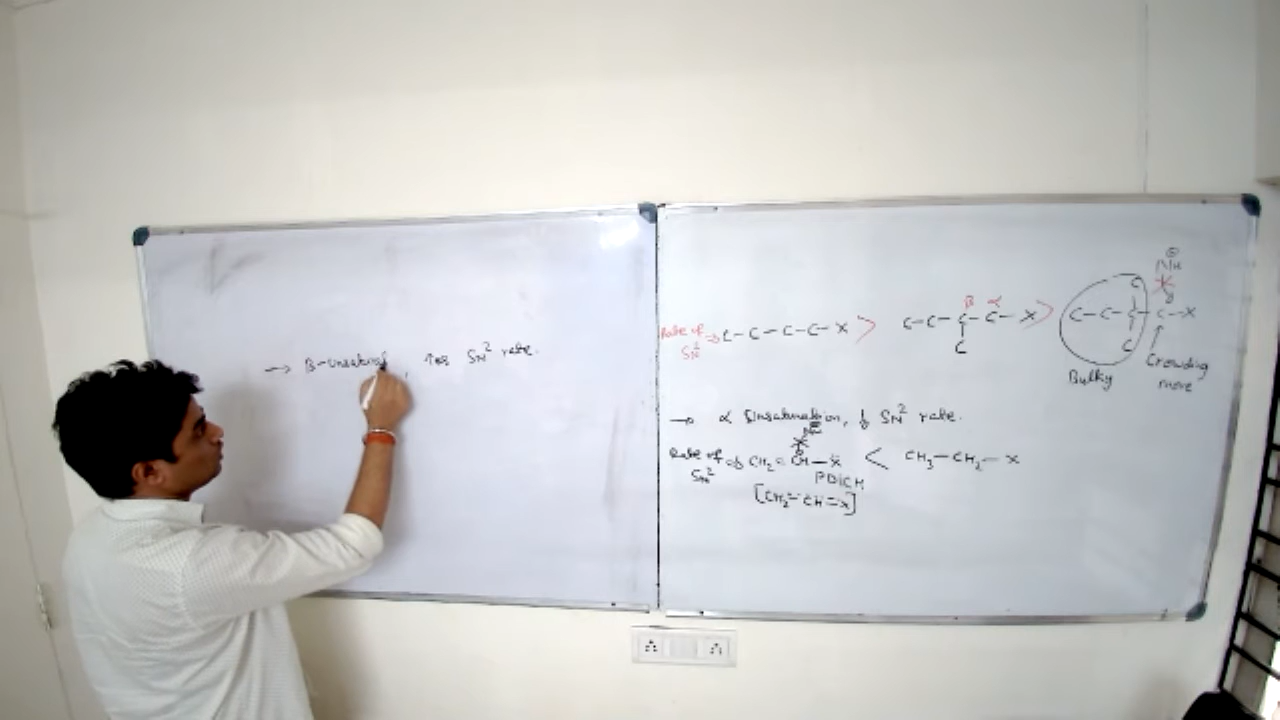 → β-unsaturat , ↑es SN² rate.
Rate of SN² ⇒ C-C-C-C-X > C-C-C-C-X > C-C-C-C-X
β α
C
C
C
Bulky
Crowding more
→ α Unsaturation, ↓ SN² rate.
Rate of SN² ⇒ CH₂=CH-X < CH₃-CH₂-X
[CH₂=CH=X]